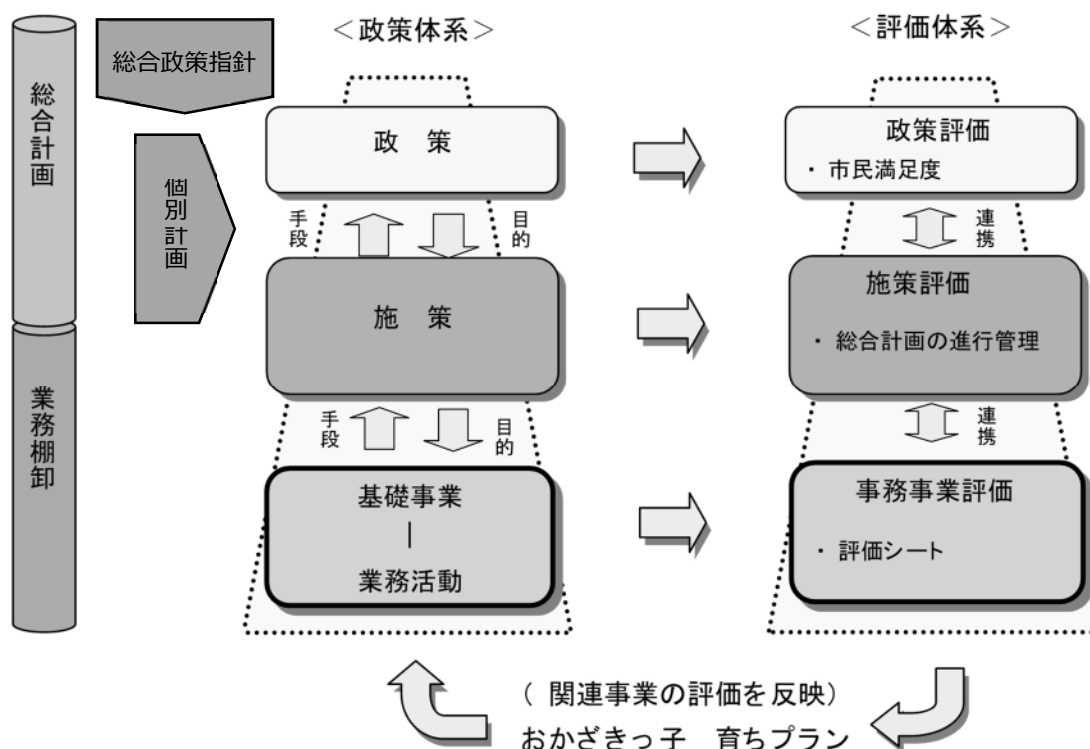 総合計画
業務棚卸
総合政策指針
個別計画
＜政策体系＞
政　策
手段
目的
施　策
手段
目的
基礎事業
｜
業務活動
＜評価体系＞
政策評価
・ 市民満足度
連携
施策評価
・ 総合計画の進行管理
連携
事務事業評価
・ 評価シート
（ 関連事業の評価を反映）
おかざきっ子　育ちプラン